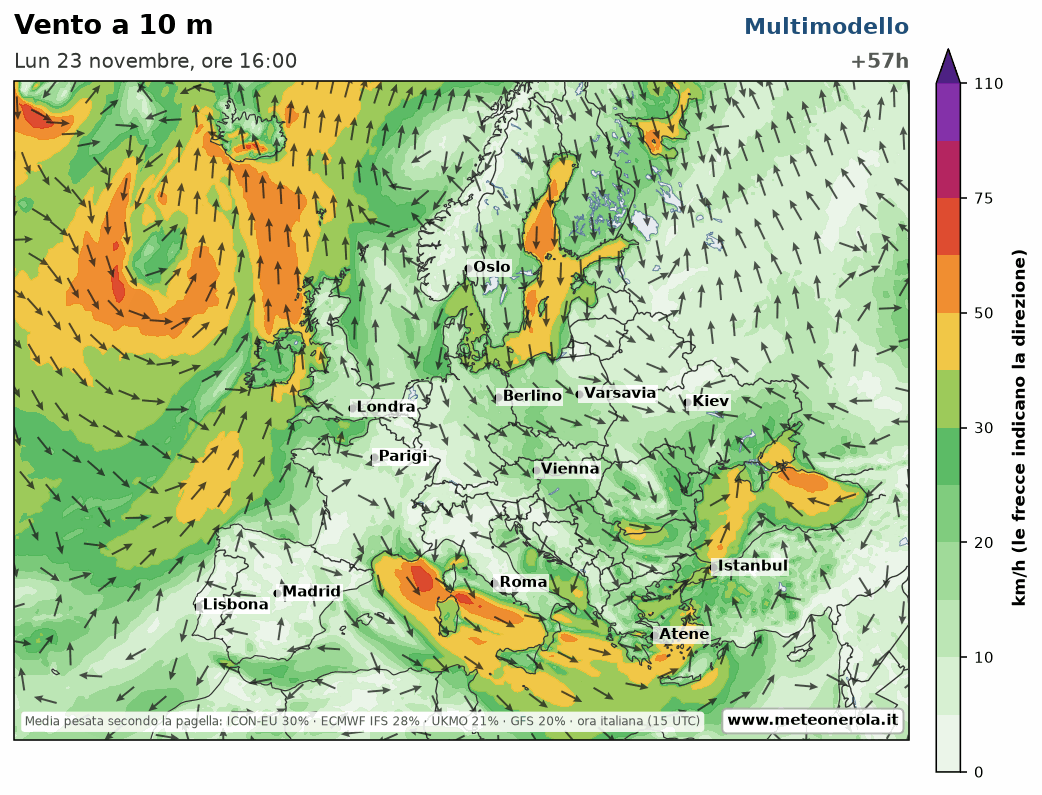 Vento a 10 m
Multimodello
Lun 23 novembre, ore 16:00
+57h
110
75
50
30
20
10
0
km/h (le frecce indicano la direzione)
Oslo
Berlino
Varsavia
Kiev
Londra
Parigi
Vienna
Istanbul
Roma
Madrid
Lisbona
Atene
Media pesata secondo la pagella: ICON-EU 30% · ECMWF IFS 28% · UKMO 21% · GFS 20% · ora italiana (15 UTC)
www.meteonerola.it